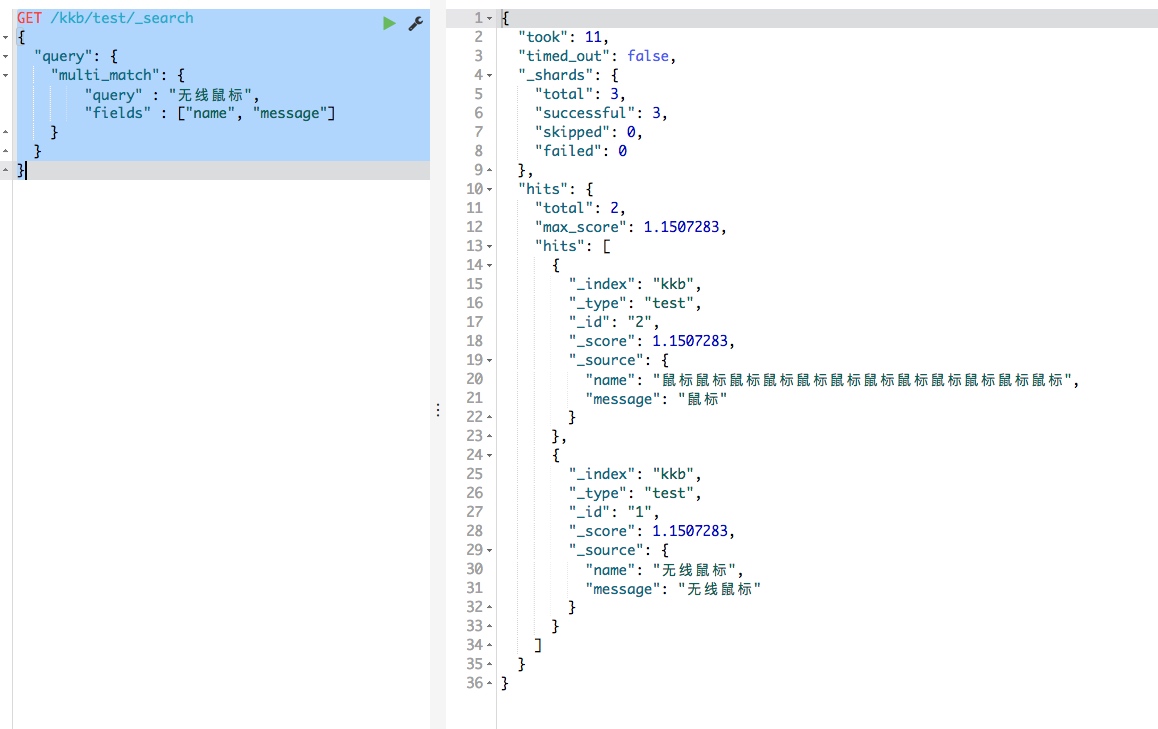 GET /kkb/test/_search
{
"query": {
"multi_match": {
"query" : "无线鼠标",
"fields" : ["name", "message"]
}
}
}
1 {
2 "took": 11,
3 "timed_out": false,
4 "_shards": {
5 "total": 3,
6 "successful": 3,
7 "skipped": 0,
8 "failed": 0
9 },
10 "hits": {
11 "total": 2,
12 "max_score": 1.1507283,
13 "hits": [
14 {
15 "_index": "kkb",
16 "_type": "test",
17 "_id": "2",
18 "_score": 1.1507283,
19 "_source": {
20 "name": "鼠标鼠标鼠标鼠标鼠标鼠标鼠标鼠标鼠标鼠标鼠标鼠标",
21 "message": "鼠标"
22 }
23 },
24 {
25 "_index": "kkb",
26 "_type": "test",
27 "_id": "1",
28 "_score": 1.1507283,
29 "_source": {
30 "name": "无线鼠标",
31 "message": "无线鼠标"
32 }
33 }
34 ]
35 }
36 }